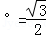 ° = √3/2